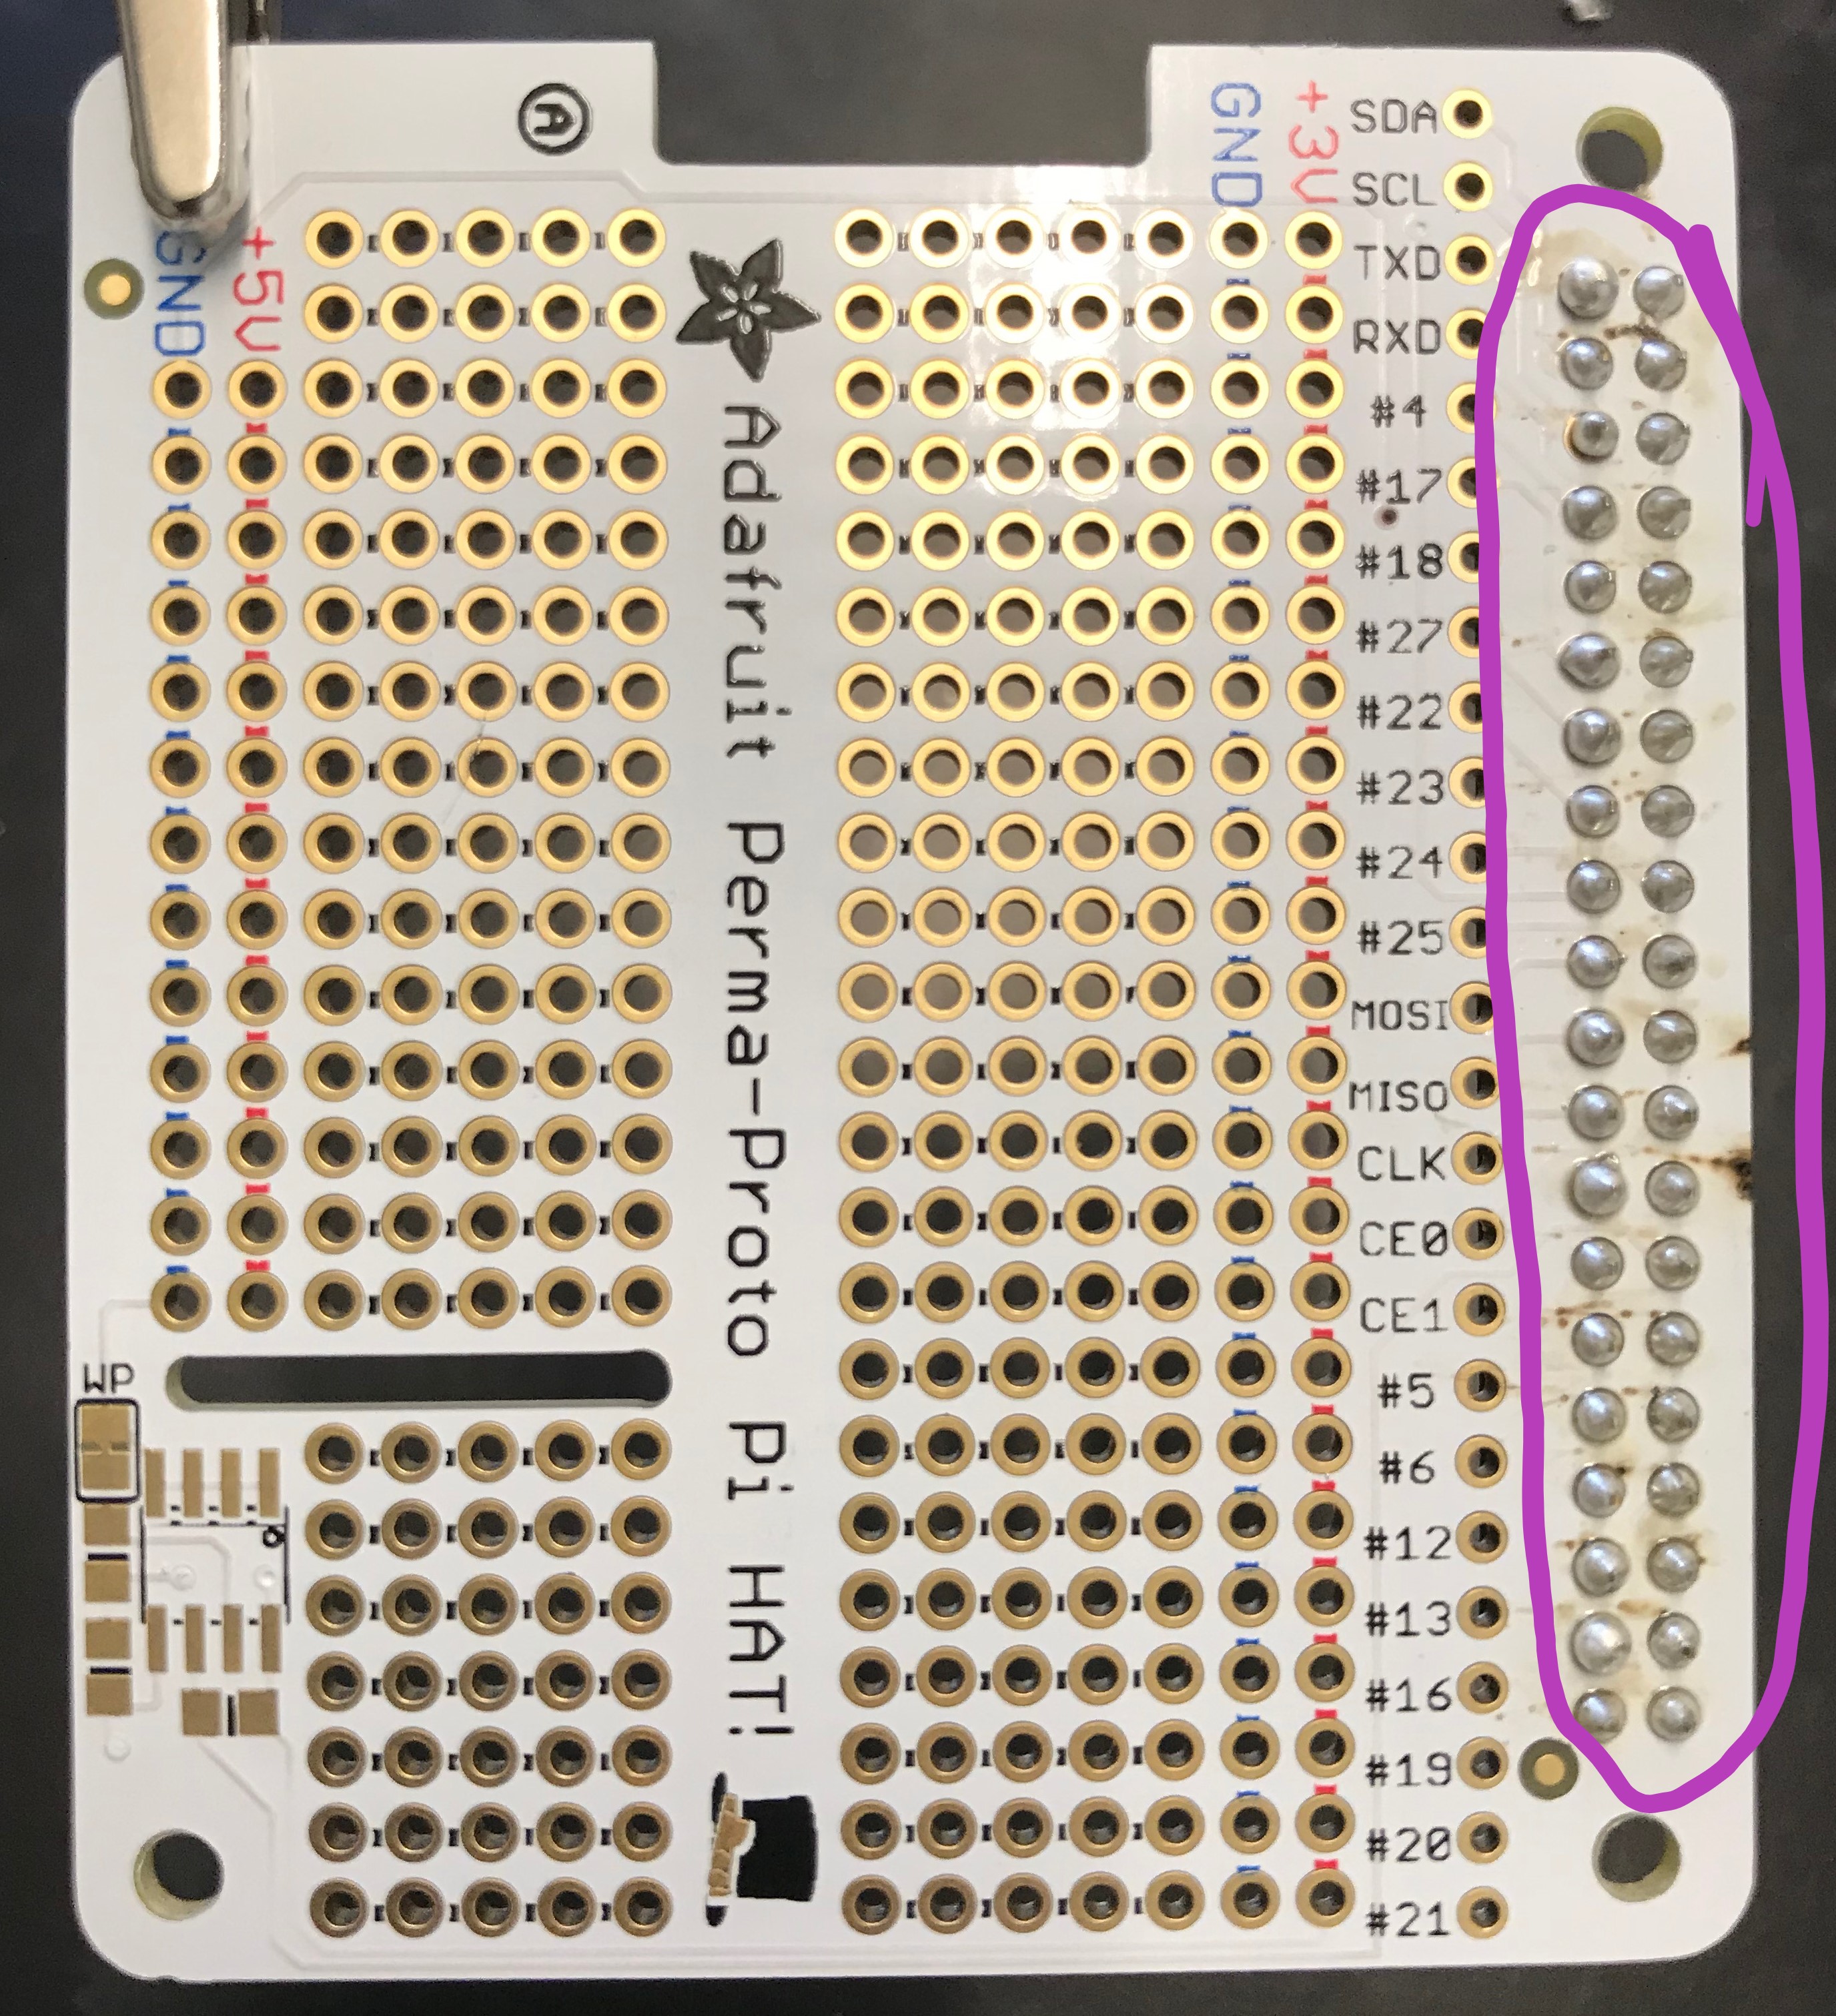 A
GND
+3V
SDA
SCL
TXD
RXD
#4
#17
#18
#27
#22
#23
#24
#25
MOSI
MISO
CLK
CE0
CE1
#5
#6
#12
#13
#16
#19
#20
#21
GND
+5V
Adafruit Perma-Proto Pi HAT!
WP